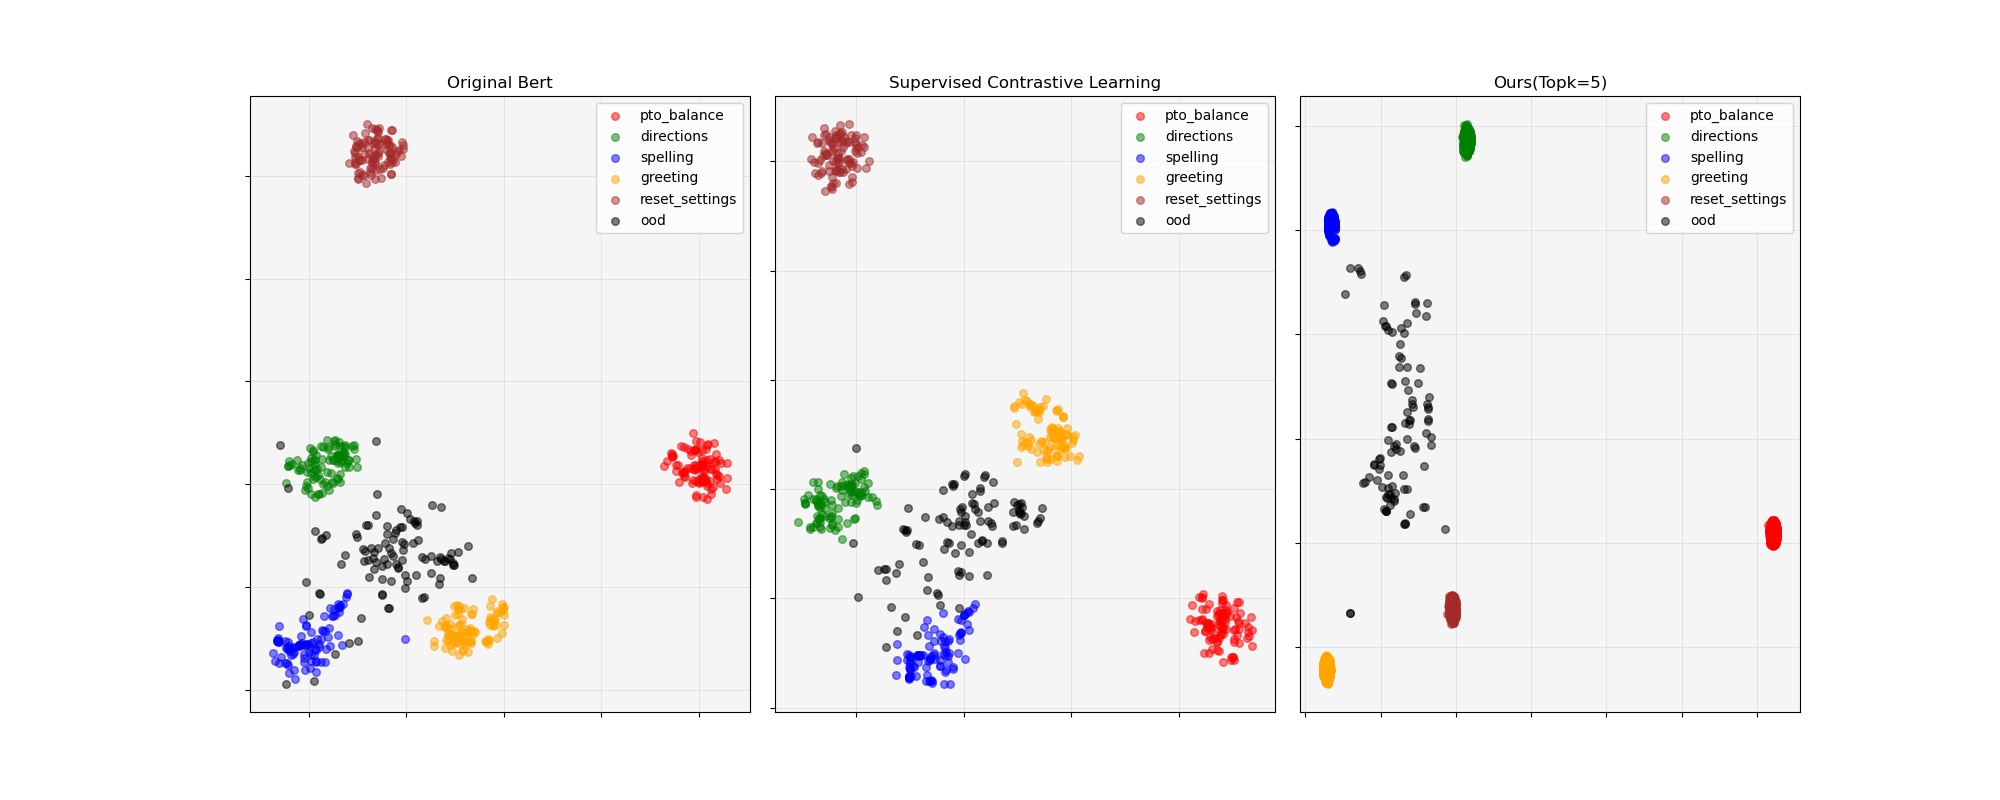 Original Bert
pto_balance
directions
spelling
greeting
reset_settings
ood
Supervised Contrastive Learning
pto_balance
directions
spelling
greeting
reset_settings
ood
Ours(Topk=5)
pto_balance
directions
spelling
greeting
reset_settings
ood